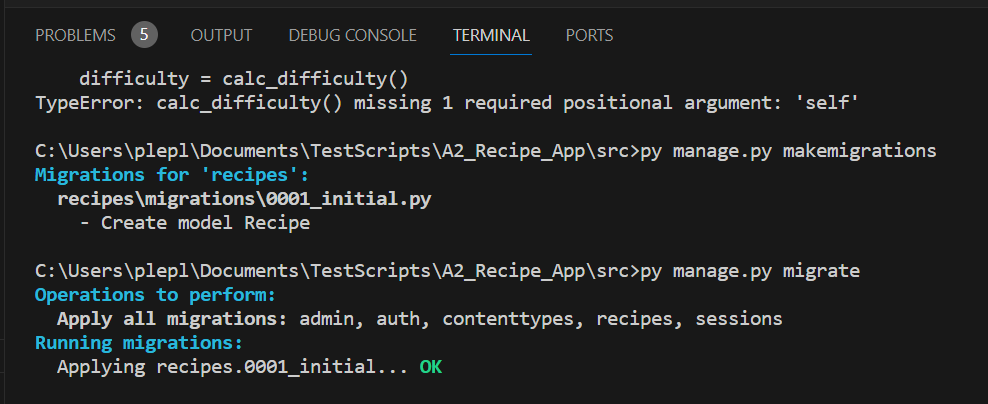 PROBLEMS 5 OUTPUT DEBUG CONSOLE TERMINAL PORTS
difficulty = calc_difficulty()
TypeError: calc_difficulty() missing 1 required positional argument: 'self'
C:\Users\plepl\Documents\TestScripts\A2_Recipe_App\src>py manage.py makemigrations
Migrations for 'recipes':
recipes\migrations\0001_initial.py
- Create model Recipe
C:\Users\plepl\Documents\TestScripts\A2_Recipe_App\src>py manage.py migrate
Operations to perform:
Apply all migrations: admin, auth, contenttypes, recipes, sessions
Running migrations:
Applying recipes.0001_initial... OK